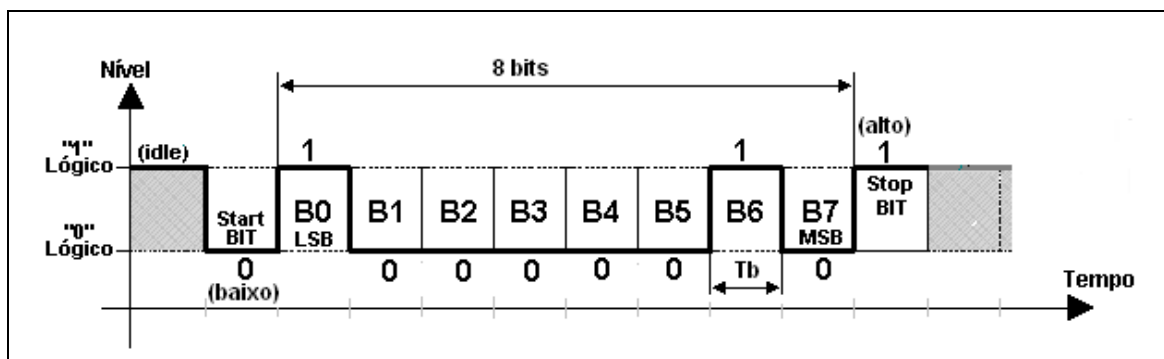 Nível
8 bits
(alto)
"1"
Lógico
(idle)
1
1
1
Start
BIT
B0
LSB
B1
B2
B3
B4
B5
B6
B7
MSB
Stop
BIT
"0"
Lógico
0
(baixo)
0
0
0
0
0
Tb
0
Tempo